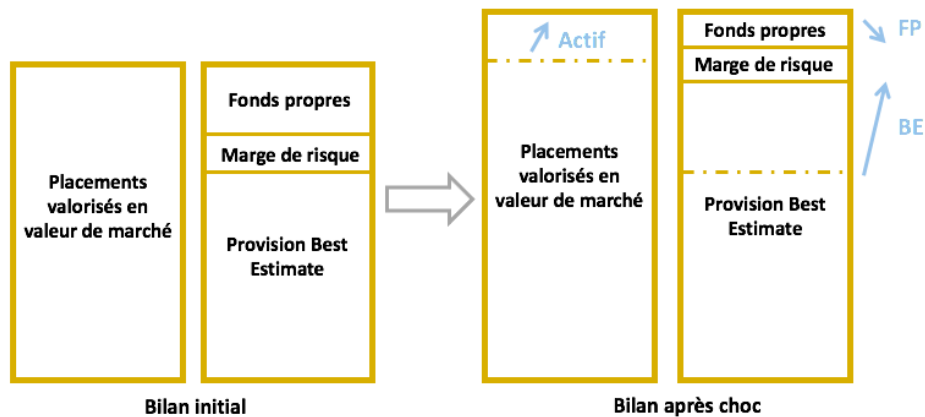 Placements
valorisés en
valeur de marché
Fonds propres
Marge de risque
Provision Best
Estimate
Bilan initial
Actif
Placements
valorisés en
valeur de marché
Fonds propres
Marge de risque
Provision Best
Estimate
FP
BE
Bilan après choc